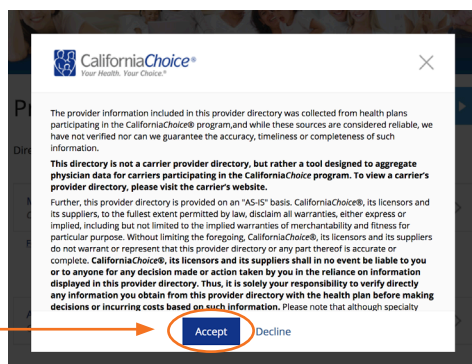 CaliforniaChoice®
Your Health. Your Choice.®
The provider information included in this provider directory was collected from health plans
participating in the CaliforniaChoice® program,and while these sources are considered reliable, we
have not verified nor can we guarantee the accuracy, timeliness or completeness of such
information.
This directory is not a carrier provider directory, but rather a tool designed to aggregate
physician data for carriers participating in the CaliforniaChoice program. To view a carrier's
provider directory, please visit the carrier's website.
Further, this provider directory is provided on an "AS-IS" basis. CaliforniaChoice®, its licensors and
its suppliers, to the fullest extent permitted by law, disclaim all warranties, either express or
implied, including but not limited to the implied warranties of merchantability and fitness for
particular purpose. Without limiting the foregoing, CaliforniaChoice®, its licensors and its suppliers
do not warrant or represent that this provider directory or any part thereof is accurate or
complete. CaliforniaChoice®, its licensors and its suppliers shall in no event be liable to you
or to anyone for any decision made or action taken by you in the reliance on information
displayed in this provider directory. Thus, it is solely your responsibility to verify directly
any information you obtain from this provider directory with the health plan before making
decisions or incurring costs based on such information. Please note that although specialty
Accept Decline